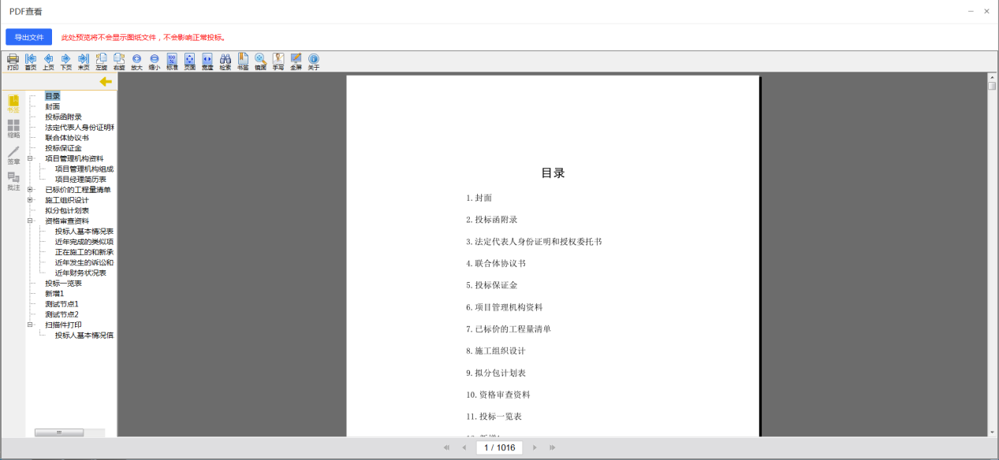 PDF查看
导出文件 此处预览将不会显示图纸文件，不会影响正常投标。
打印 首页 上页 下页 末页 左旋 右旋 放大 缩小 标准 页面 宽度 检索 书签 镜面 手写 全屏 关于
书签
缩略
签章
批注
目录
封面
投标函附录
法定代表人身份证明和
联合体协议书
投标保证金
项目管理机构资料
项目管理机构组成
项目经理简历表
已标价的工程量清单
施工组织设计
拟分包计划表
资格审查资料
投标人基本情况表
近年完成的类似项
正在施工的和新承
近年发生的诉讼和
近年财务状况表
投标一览表
新增1
测试节点1
测试节点2
扫描件打印
投标人基本情况信
目录
1. 封面
2. 投标函附录
3. 法定代表人身份证明和授权委托书
4. 联合体协议书
5. 投标保证金
6. 项目管理机构资料
7. 已标价的工程量清单
8. 施工组织设计
9. 拟分包计划表
10. 资格审查资料
11. 投标一览表
1 / 1016